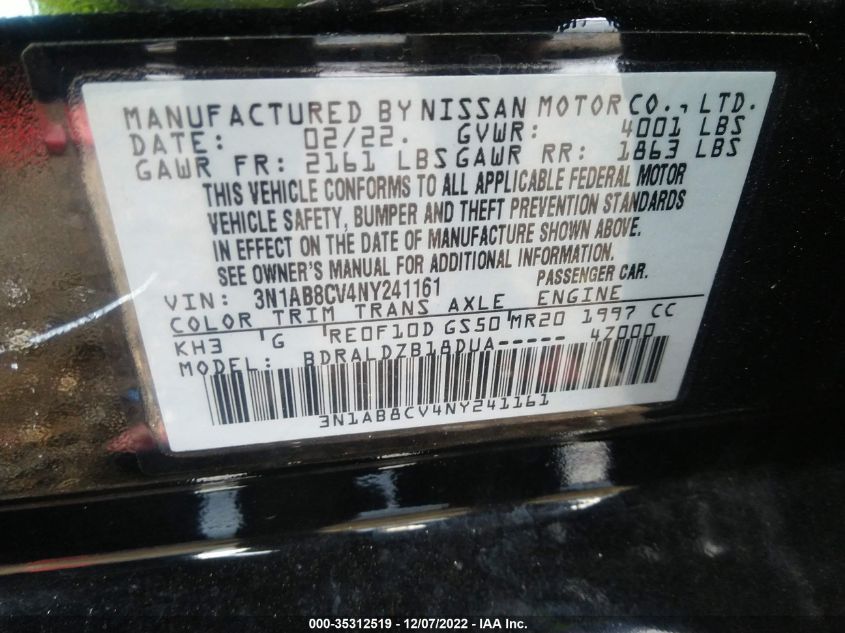 MANUFACTURED BY NISSAN MOTOR CO., LTD.
DATE: 02/22. GVWR: 4001 LBS
GAWR FR: 2161 LBS GAWR RR: 1863 LBS
THIS VEHICLE CONFORMS TO ALL APPLICABLE FEDERAL MOTOR
VEHICLE SAFETY, BUMPER AND THEFT PREVENTION STANDARDS
IN EFFECT ON THE DATE OF MANUFACTURE SHOWN ABOVE.
SEE OWNER'S MANUAL FOR ADDITIONAL INFORMATION.
VIN: 3N1AB8CV4NY241161 PASSENGER CAR.
COLOR TRIM TRANS AXLE ENGINE
KH3 G RE0F10D GS50 MR20 1997 CC
MODEL: BDRALDZB18DUA----- 47000
3N1AB8CV4NY241161
000-35312519 - 12/07/2022 - IAA Inc.